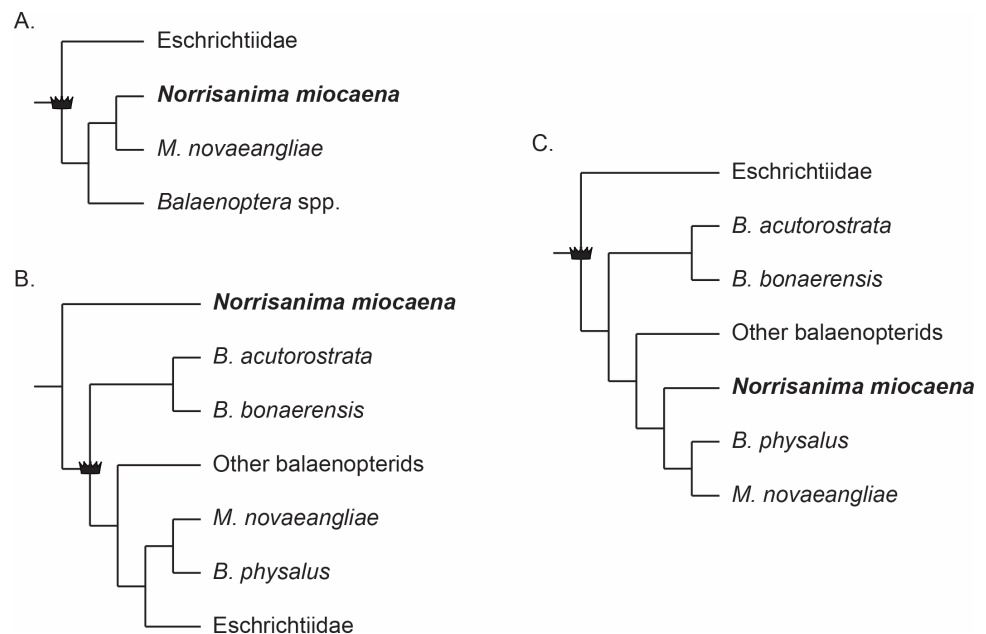 A.
Eschrichtiidae
Norrisanima miocaena
M. novaeangliae
Balaenoptera spp.
B.
Norrisanima miocaena
B. acutorostrata
B. bonaerensis
Other balaenopterids
M. novaeangliae
B. physalus
Eschrichtiidae
C.
Eschrichtiidae
B. acutorostrata
B. bonaerensis
Other balaenopterids
Norrisanima miocaena
B. physalus
M. novaeangliae